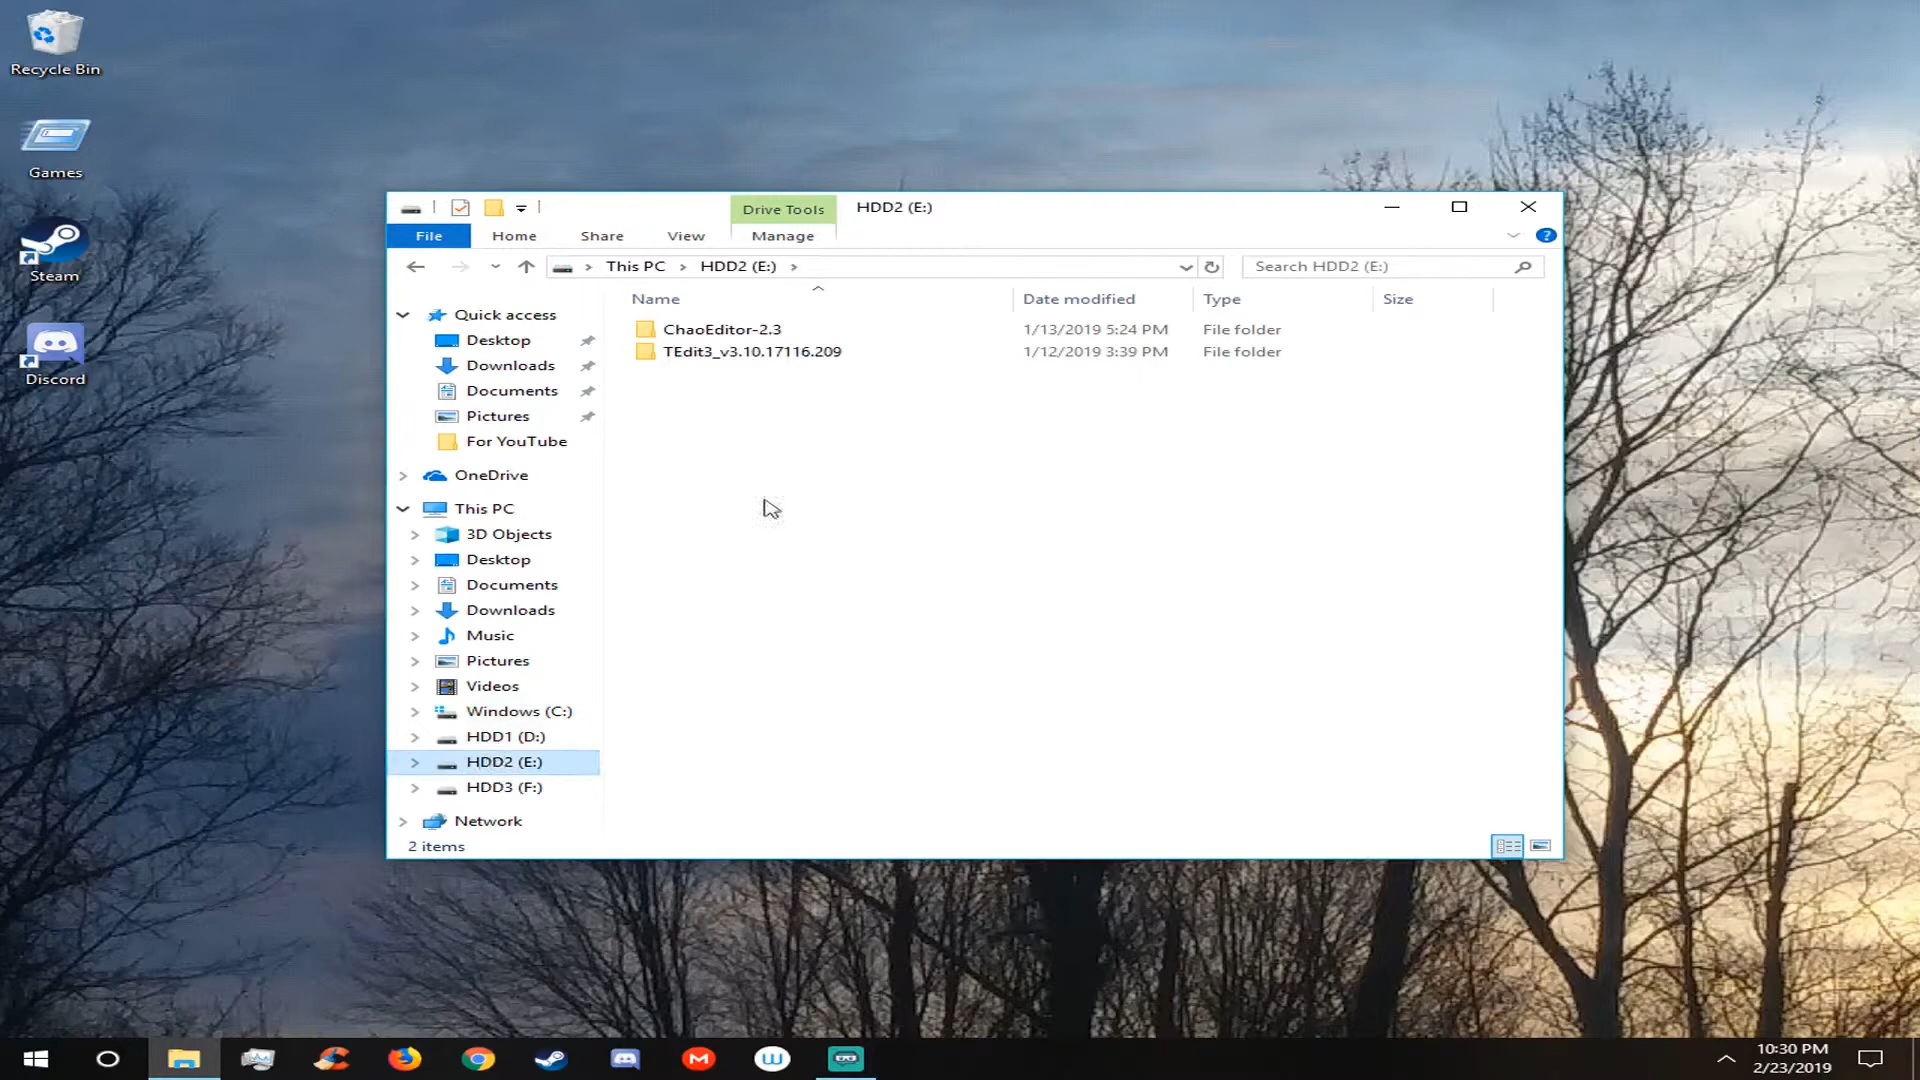 Recycle Bin
Games
Steam
Discord
Drive Tools
HDD2 (E:)
File
Home
Share
View
Manage
This PC
HDD2 (E:)
Search HDD2 (E:)
Name
Date modified
Type
Size
ChaoEditor-2.3
1/13/2019 5:24 PM
File folder
TEdit3_v3.10.17116.209
1/12/2019 3:39 PM
File folder
Quick access
Desktop
Downloads
Documents
Pictures
For YouTube
OneDrive
This PC
3D Objects
Desktop
Documents
Downloads
Music
Pictures
Videos
Windows (C:)
HDD1 (D:)
HDD2 (E:)
HDD3 (F:)
Network
2 items
10:30 PM
2/23/2019